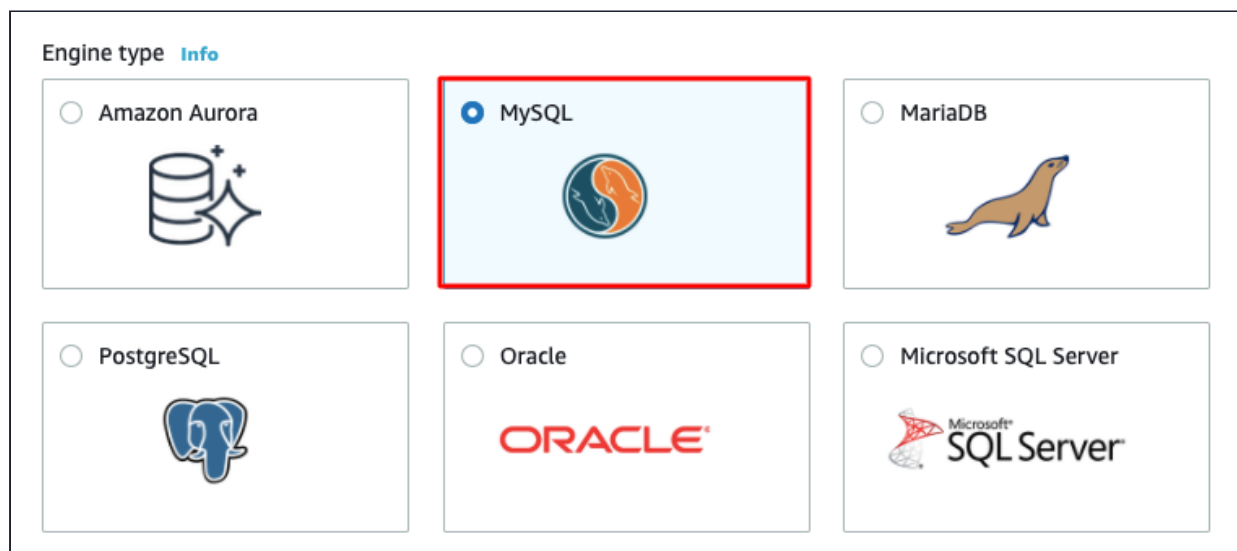 Engine type Info
Amazon Aurora
MySQL
MariaDB
PostgreSQL
Oracle
Microsoft SQL Server
ORACLE®
Microsoft®
SQL Server®